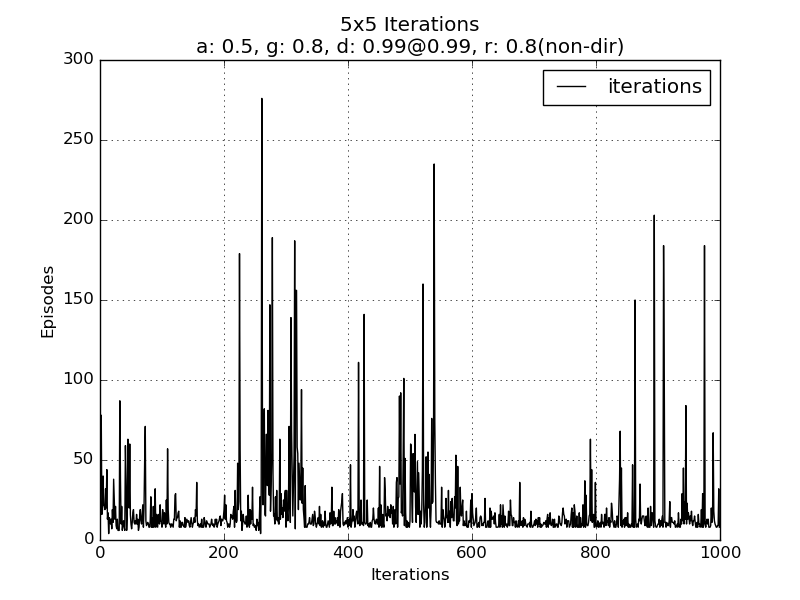 5x5 Iterations
a: 0.5, g: 0.8, d: 0.99@0.99, r: 0.8(non-dir)
iterations
300
250
200
150
100
50
0
Episodes
0 200 400 600 800 1000
Iterations